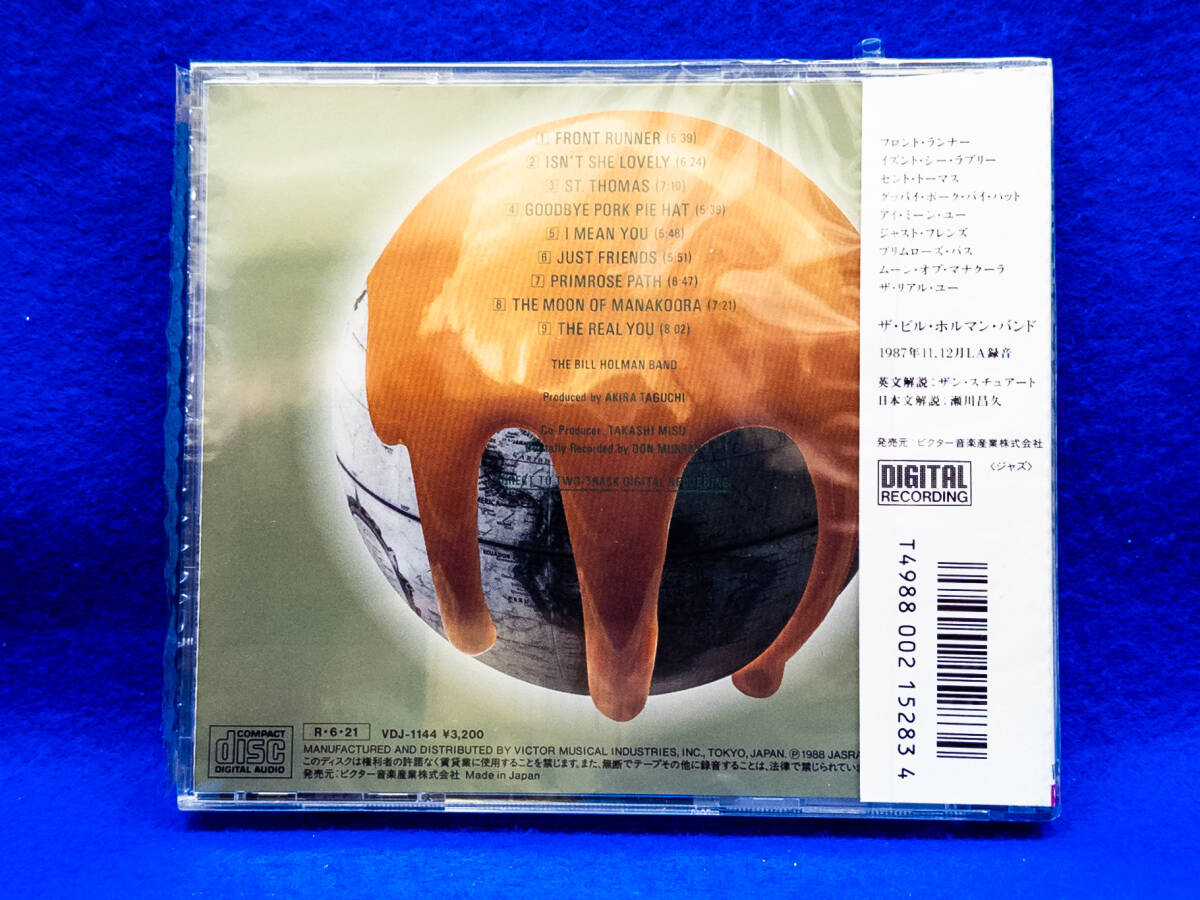 1 FRONT RUNNER (5:39)
2 ISN'T SHE LOVELY (6:24)
3 ST. THOMAS (7:10)
4 GOODBYE PORK PIE HAT (5:39)
5 I MEAN YOU (5:48)
6 JUST FRIENDS (5:51)
7 PRIMROSE PATH (6:47)
8 THE MOON OF MANAKOORA (7:21)
9 THE REAL YOU (8:02)
THE BILL HOLMAN BAND
Produced by AKIRA TAGUCHI
Co-Producer, TAKASHI MISU
Recorded by DON
TO TWO-TRACK DIGITAL RECORDING
COMPACT
disc
DIGITAL AUDIO
R・6・21 VDJ-1144 ¥3,200
MANUFACTURED AND DISTRIBUTED BY VICTOR MUSICAL INDUSTRIES, INC., TOKYO, JAPAN. ℗1988 JASRA
このディスクは権利者の許諾なく賃貸業に使用することを禁じます。また、無断でテープその他に録音することは、法律で禁じられてい
発売元:ビクター音楽産業株式会社 Made in Japan
フロント・ランナー
イズント・シー・ラブリー
セント・トーマス
グッバイ・ポーク・パイ・ハット
アイ・ミーン・ユー
ジャスト・フレンズ
プリムローズ・パス
ムーン・オブ・マナクーラ
ザ・リアル・ユー
ザ・ビル・ホルマン・バンド
1987年11,12月LA録音
英文解説:ザン・スチュアート
日本文解説:瀬川昌久
発売元:ビクター音楽産業株式会社
DIGITAL
RECORDING
〈ジャズ〉
T4988 002 15283 4